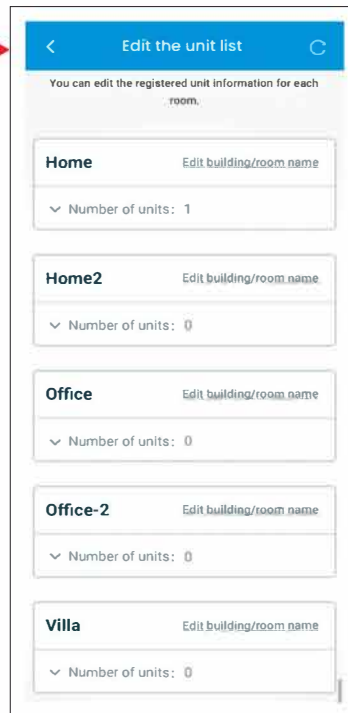 Edit the unit list
You can edit the registered unit information for each
room.
Home Edit building/room name
Number of units: 1
Home2 Edit building/room name
Number of units: 0
Office Edit building/room name
Number of units: 0
Office-2 Edit building/room name
Number of units: 0
Villa Edit building/room name
Number of units: 0